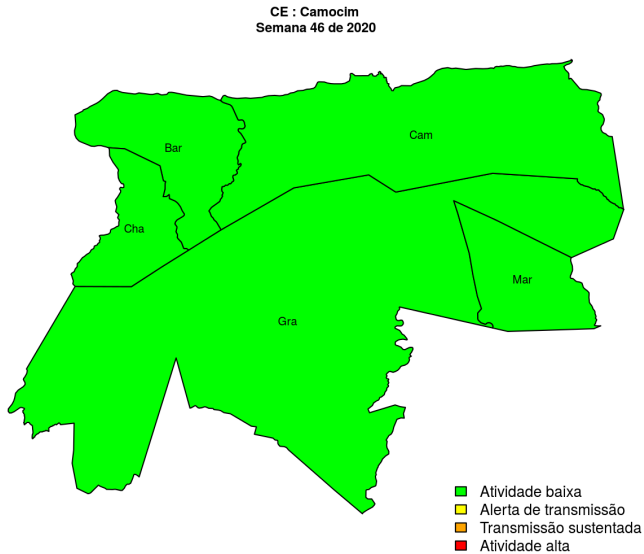 CE : Camocim
Semana 46 de 2020
Bar
Cam
Cha
Mar
Gra
Atividade baixa
Alerta de transmissão
Transmissão sustentada
Atividade alta